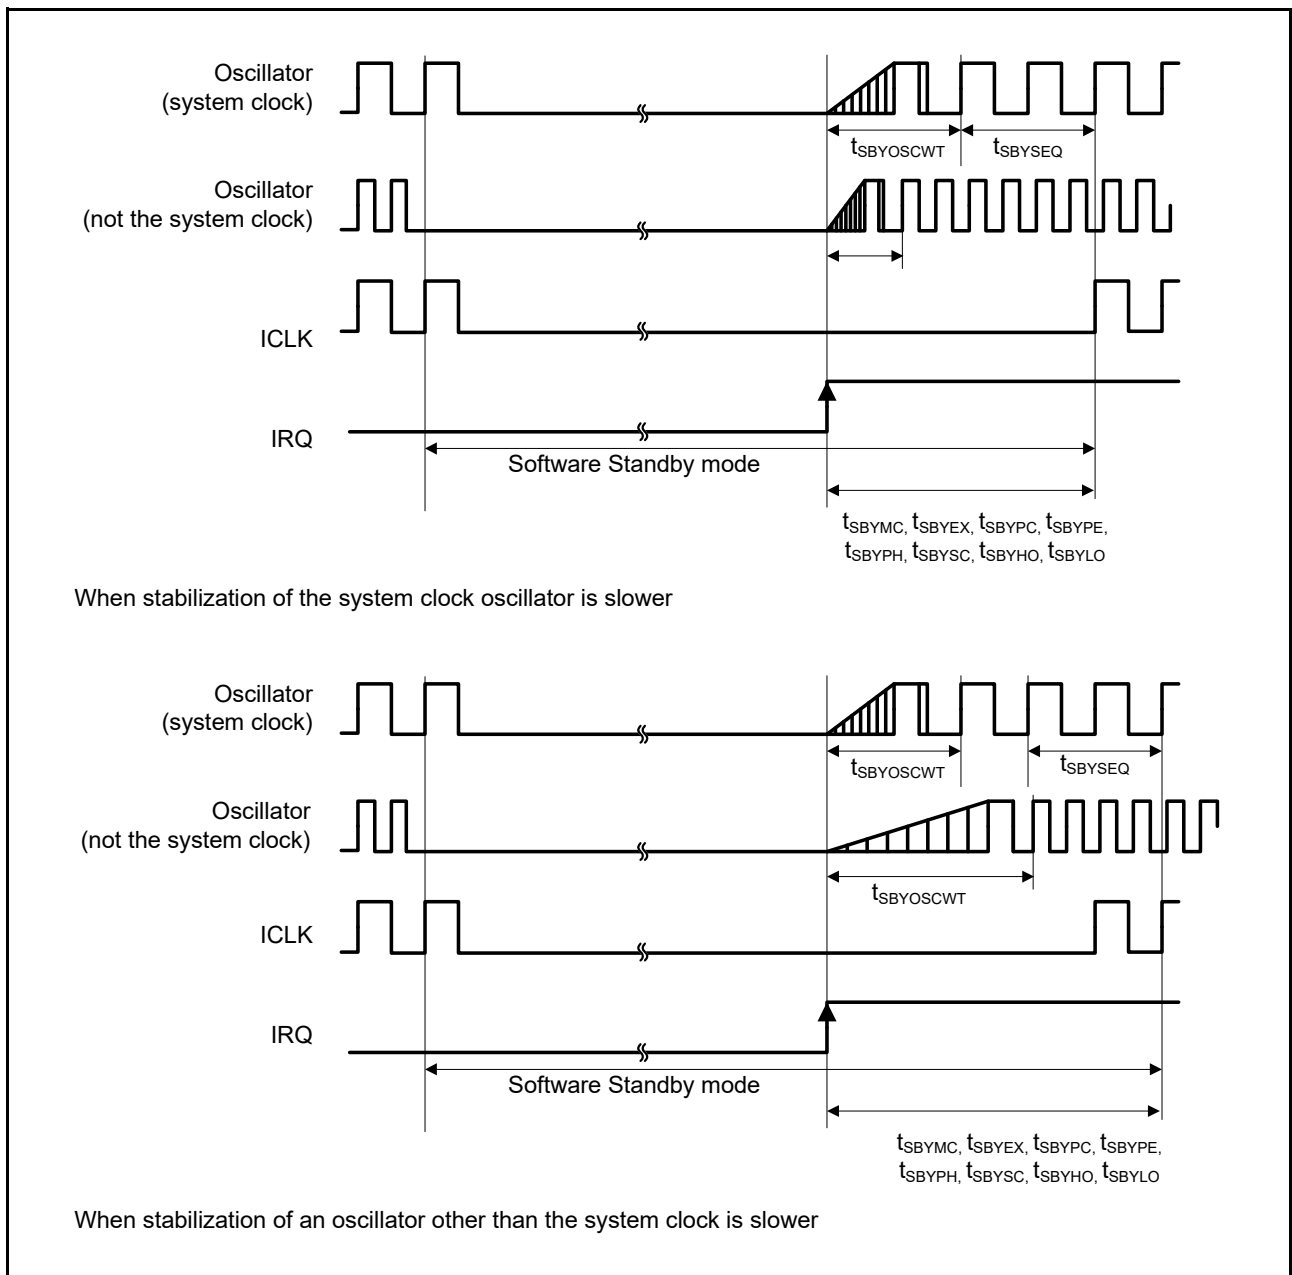 Oscillator
(system clock)
tSBYOSCWT
tSBYSEQ
Oscillator
(not the system clock)
ICLK
IRQ
Software Standby mode
tSBYMC, tSBYEX, tSBYPC, tSBYPE,
tSBYPH, tSBYSC, tSBYHO, tSBYLO
When stabilization of the system clock oscillator is slower
Oscillator
(system clock)
tSBYOSCWT
tSBYSEQ
Oscillator
(not the system clock)
tSBYOSCWT
ICLK
IRQ
Software Standby mode
tSBYMC, tSBYEX, tSBYPC, tSBYPE,
tSBYPH, tSBYSC, tSBYHO, tSBYLO
When stabilization of an oscillator other than the system clock is slower